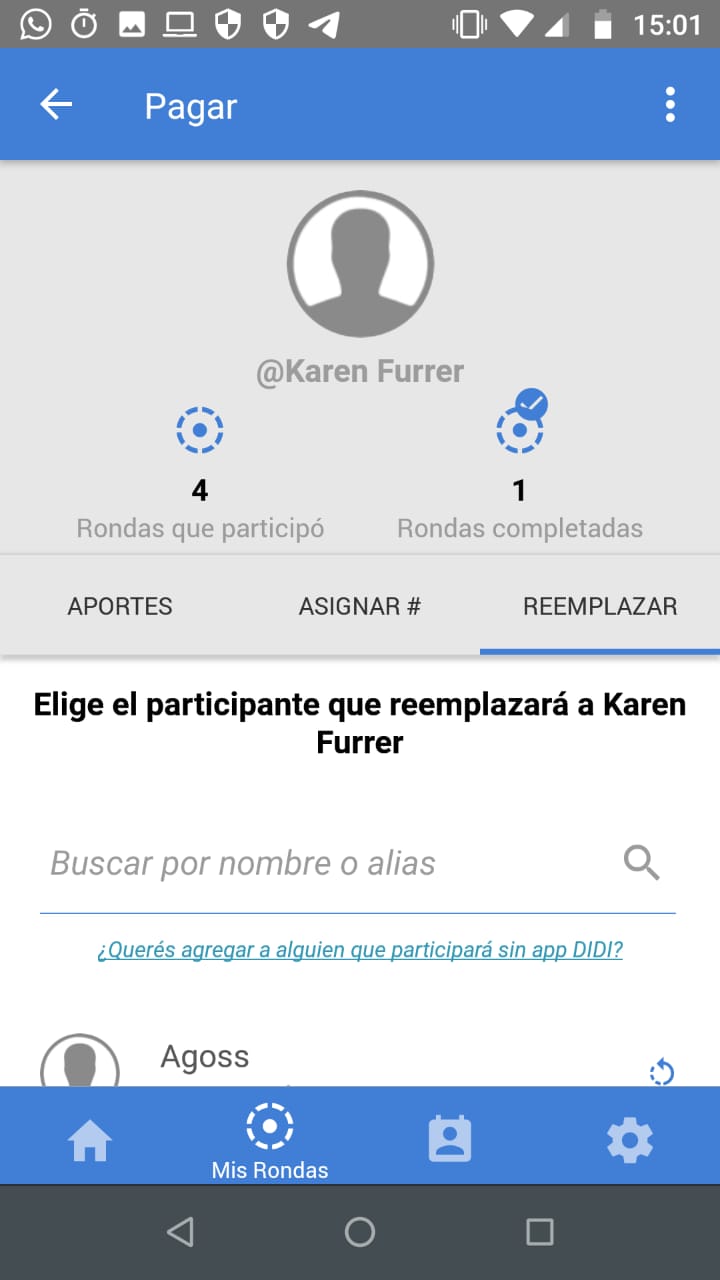 15:01
Pagar
@Karen Furrer
4
1
Rondas que participó
Rondas completadas
APORTES
ASIGNAR #
REEMPLAZAR
Elige el participante que reemplazará a Karen
Furrer
Buscar por nombre o alias
¿Querés agregar a alguien que participará sin app DIDI?
Agoss
Mis Rondas